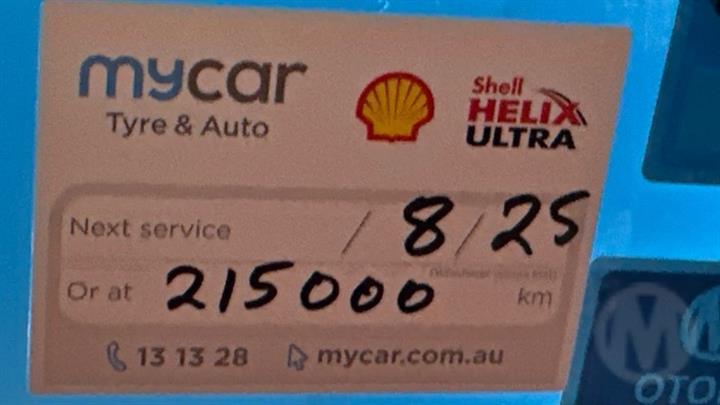 mycar
Tyre & Auto
Shell
HELIX
ULTRA
Next service / 8/25
Or at 215000 km
13 13 28 mycar.com.au
OTO